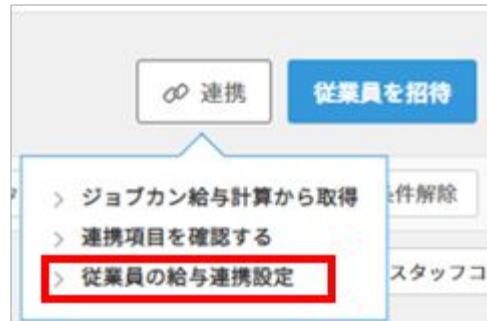 連携
従業員を招待
ジョブカン給与計算から取得
件解除
連携項目を確認する
従業員の給与連携設定
スタッフコ